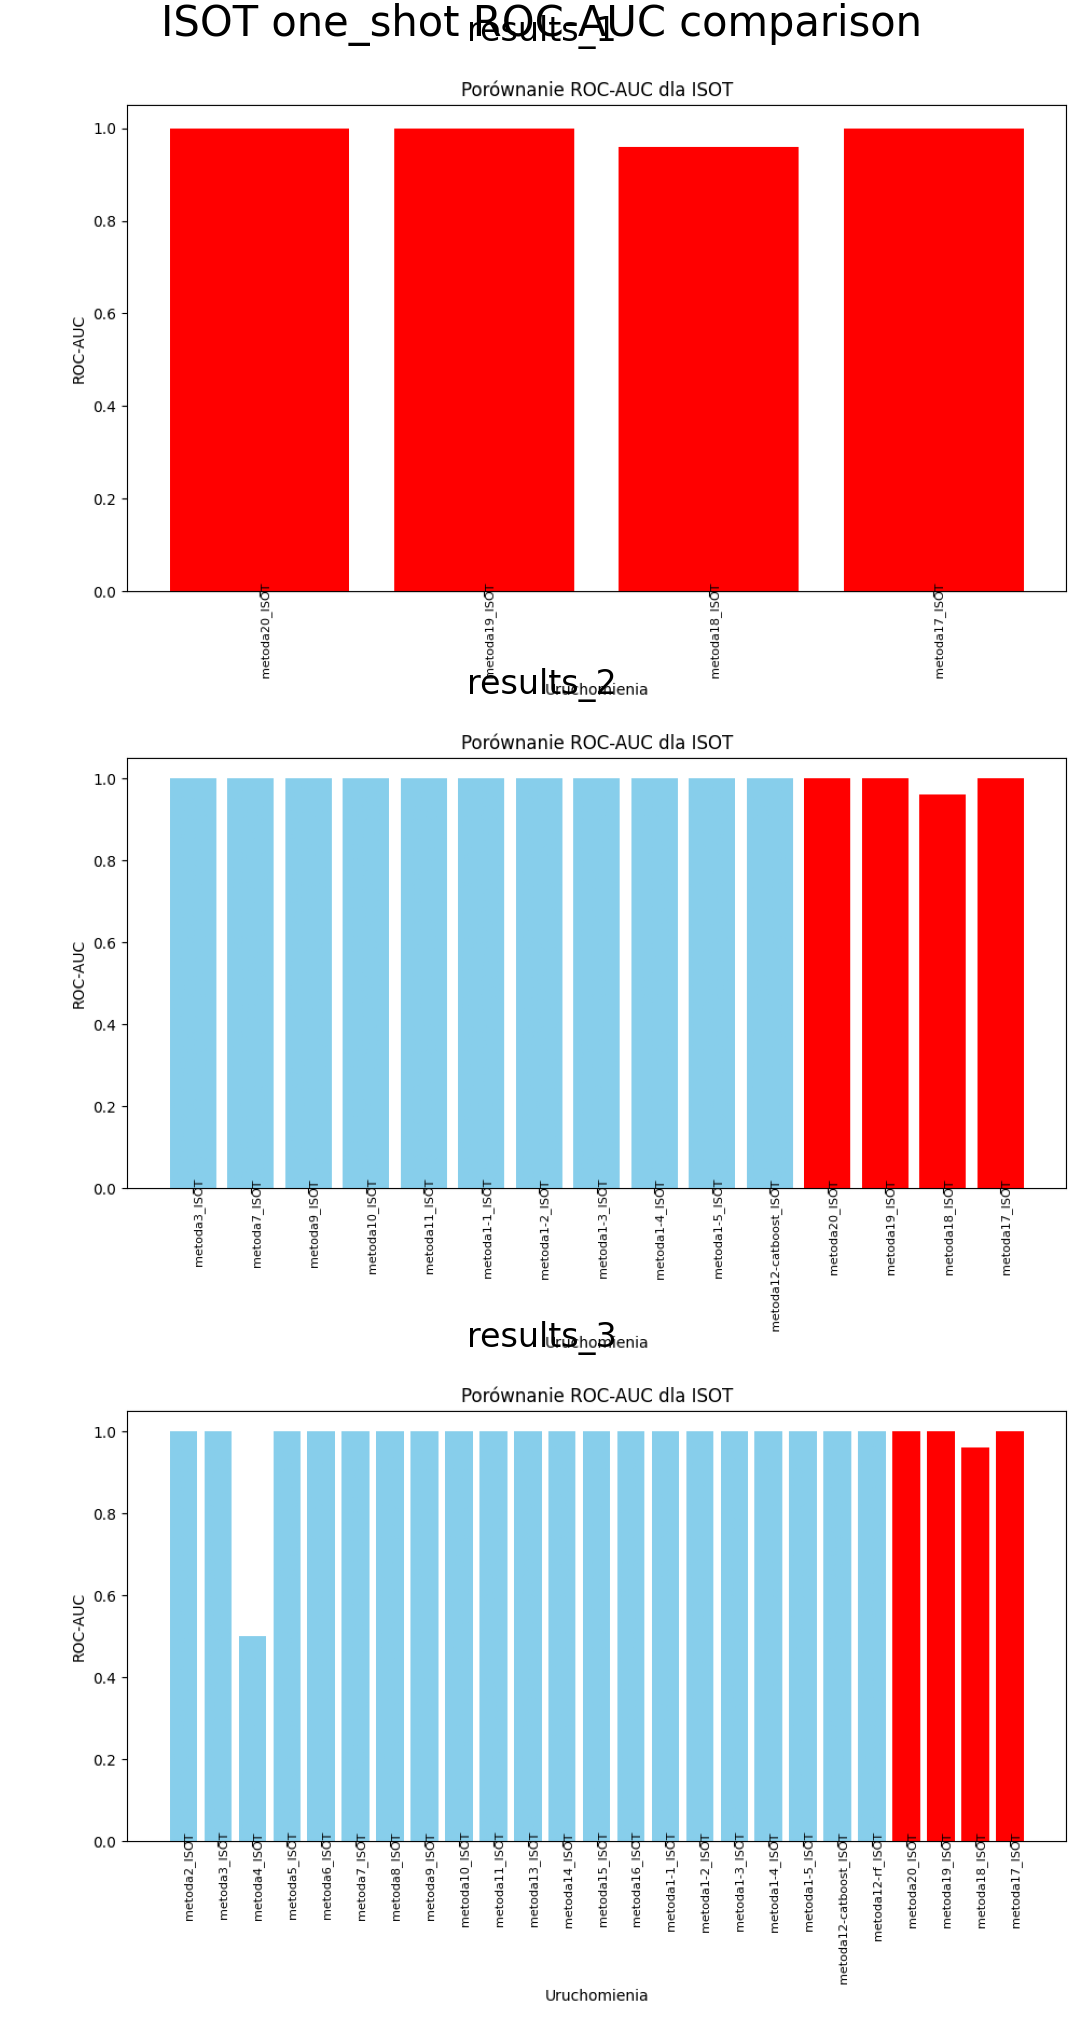 ISOT one_shot ROC-AUC comparison
results_1
Porównanie ROC-AUC dla ISOT
ROC-AUC
1.0
0.8
0.6
0.4
0.2
0.0
metoda20_ISOT
metoda19_ISOT
metoda18_ISOT
metoda17_ISOT
Uruchomienia
results_2
Porównanie ROC-AUC dla ISOT
ROC-AUC
1.0
0.8
0.6
0.4
0.2
0.0
metoda3_ISOT
metoda7_ISOT
metoda9_ISOT
metoda10_ISOT
metoda11_ISOT
metoda1-1_ISOT
metoda1-2_ISOT
metoda1-3_ISOT
metoda1-4_ISOT
metoda1-5_ISOT
metoda12-catboost_ISOT
metoda20_ISOT
metoda19_ISOT
metoda18_ISOT
metoda17_ISOT
Uruchomienia
results_3
Porównanie ROC-AUC dla ISOT
ROC-AUC
1.0
0.8
0.6
0.4
0.2
0.0
metoda2_ISOT
metoda3_ISOT
metoda4_ISOT
metoda5_ISOT
metoda6_ISOT
metoda7_ISOT
metoda8_ISOT
metoda9_ISOT
metoda10_ISOT
metoda11_ISOT
metoda13_ISOT
metoda14_ISOT
metoda15_ISOT
metoda16_ISOT
metoda1-1_ISOT
metoda1-2_ISOT
metoda1-3_ISOT
metoda1-4_ISOT
metoda1-5_ISOT
metoda12-catboost_ISOT
metoda12-rf_ISOT
metoda20_ISOT
metoda19_ISOT
metoda18_ISOT
metoda17_ISOT
Uruchomienia